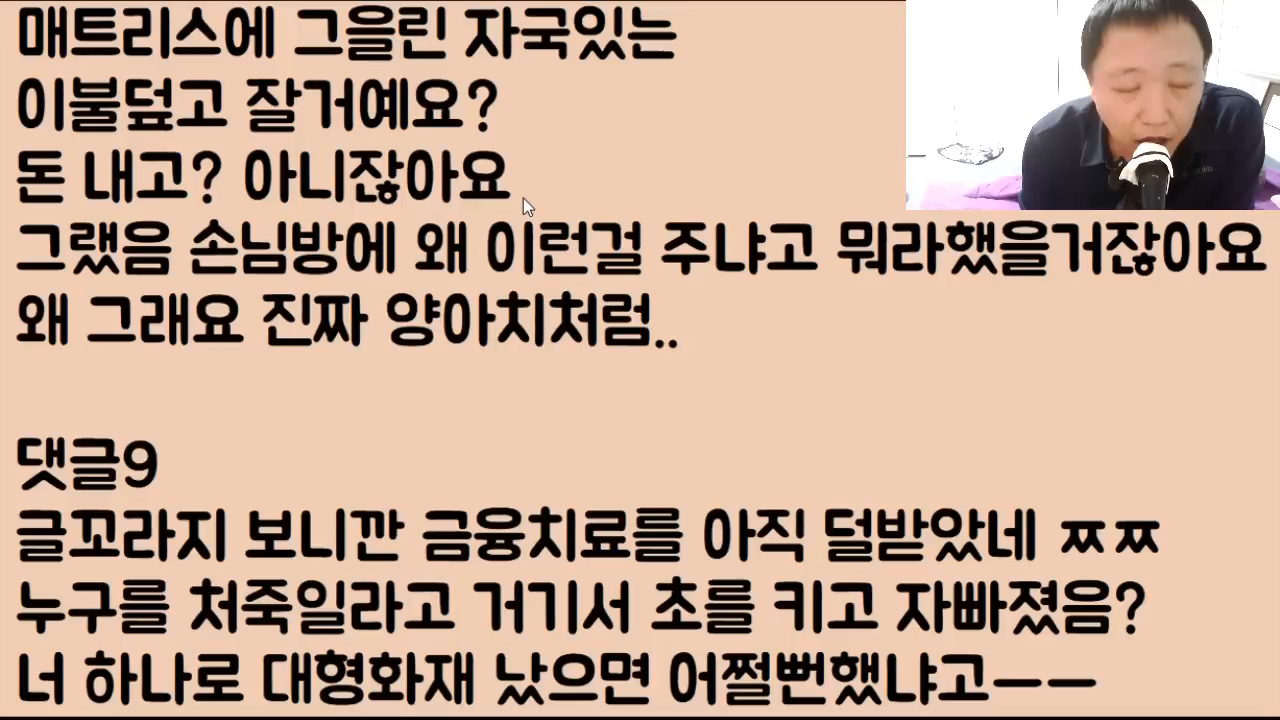 매트리스에 그을린 자국있는
이불덮고 잘거예요?
돈 내고? 아니잖아요
그랬음 손님방에 왜 이런걸 주냐고 뭐라했을거잖아요
왜 그래요 진짜 양아치처럼..
댓글9
글꼬라지 보니깐 금융치료를 아직 덜받았네 ㅉㅉ
누구를 처죽일라고 거기서 초를 키고 자빠졌음?
너 하나로 대형화재 났으면 어쩔뻔했냐고ㅡㅡ